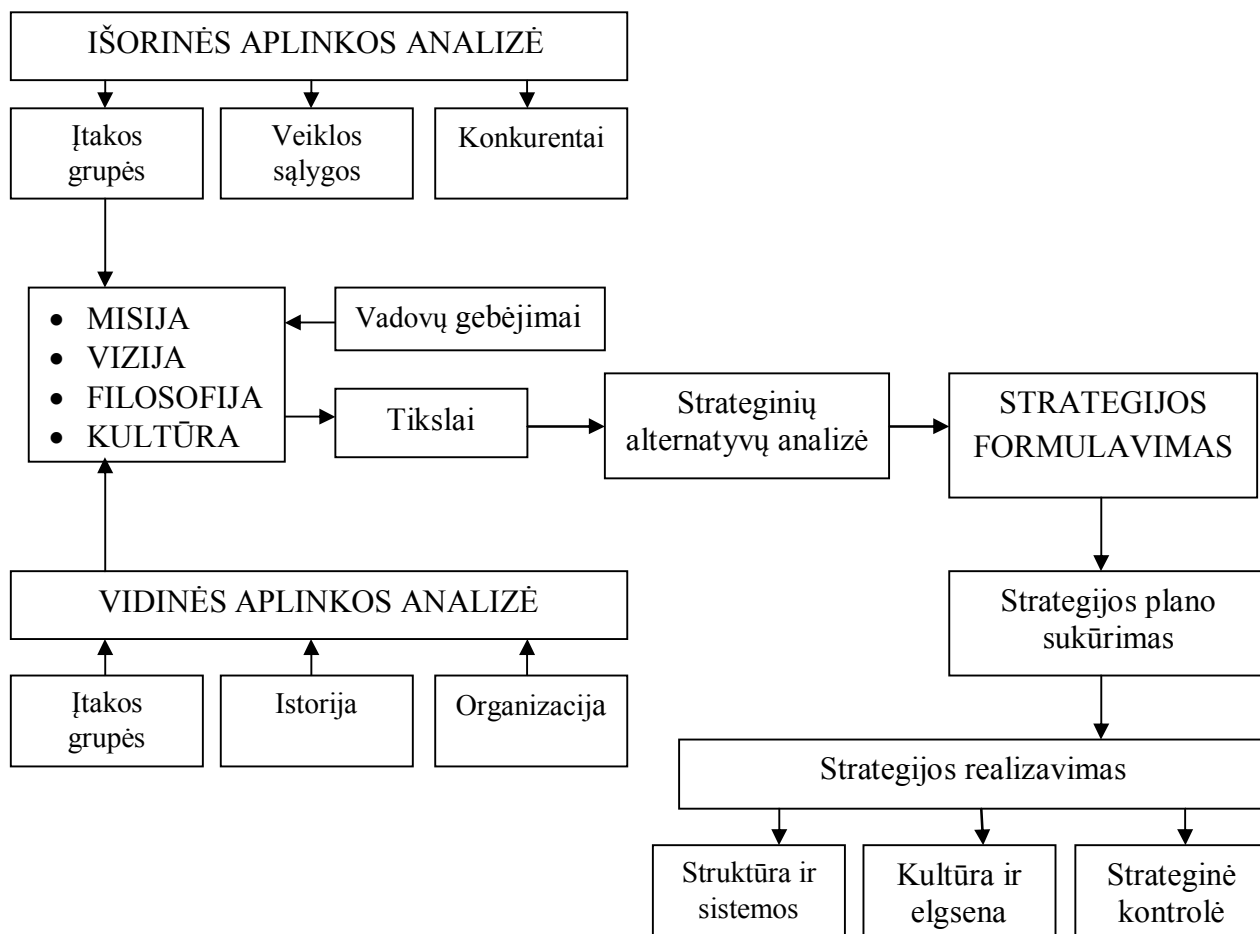 IŠORINĖS APLINKOS ANALIZĖ
Įtakos
grupės
Veiklos
sąlygos
Konkurentai
• MISIJA
• VIZIJA
• FILOSOFIJA
• KULTŪRA
Vadovų gebėjimai
Tikslai
Strateginių
alternatyvų analizė
STRATEGIJOS
FORMULAVIMAS
VIDINĖS APLINKOS ANALIZĖ
Įtakos
grupės
Istorija
Organizacija
Strategijos plano
sukūrimas
Strategijos realizavimas
Struktūra ir
sistemos
Kultūra ir
elgsena
Strateginė
kontrolė